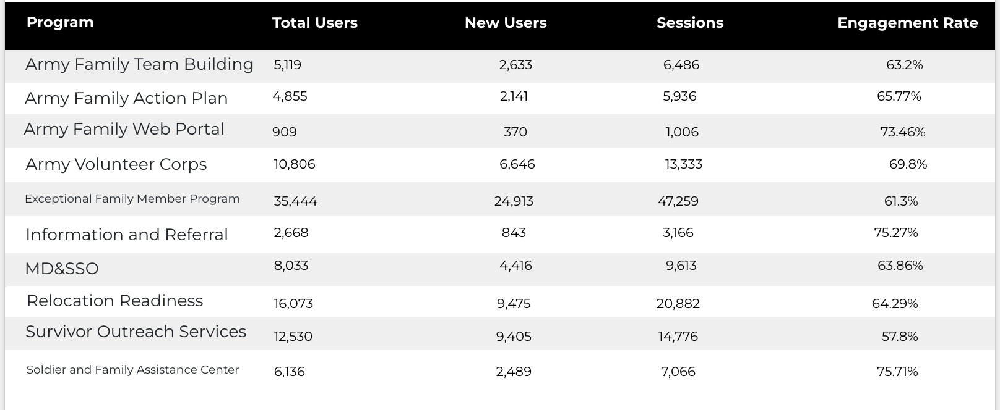 Program Total Users New Users Sessions Engagement Rate
Army Family Team Building 5,119 2,633 6,486 63.2%
Army Family Action Plan 4,855 2,141 5,936 65.77%
Army Family Web Portal 909 370 1,006 73.46%
Army Volunteer Corps 10,806 6,646 13,333 69.8%
Exceptional Family Member Program 35,444 24,913 47,259 61.3%
Information and Referral 2,668 843 3,166 75.27%
MD&SSO 8,033 4,416 9,613 63.86%
Relocation Readiness 16,073 9,475 20,882 64.29%
Survivor Outreach Services 12,530 9,405 14,776 57.8%
Soldier and Family Assistance Center 6,136 2,489 7,066 75.71%